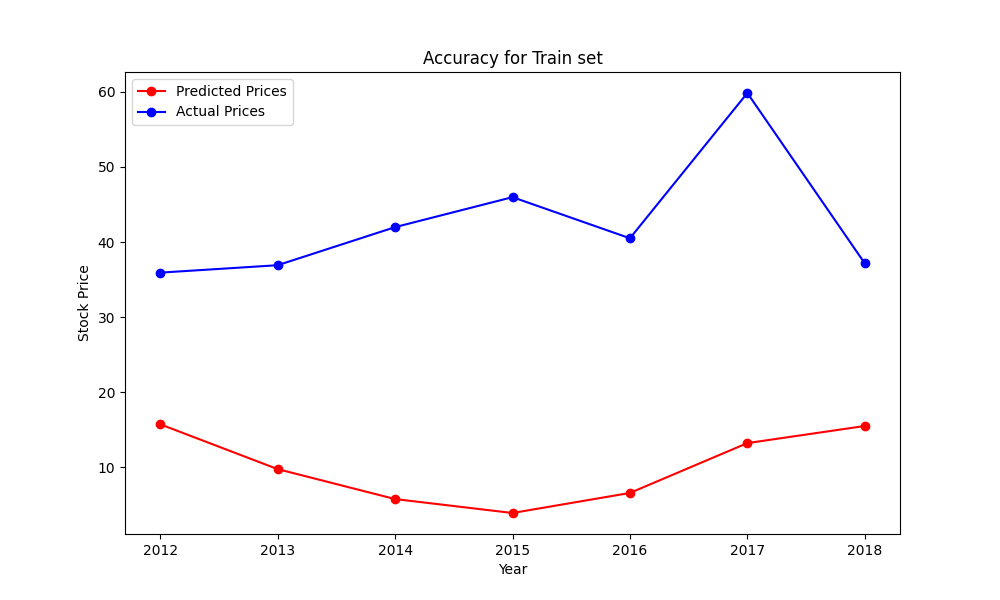 Accuracy for Train set
Predicted Prices
Actual Prices
60
50
40
30
20
10
Stock Price
2012 2013 2014 2015 2016 2017 2018
Year